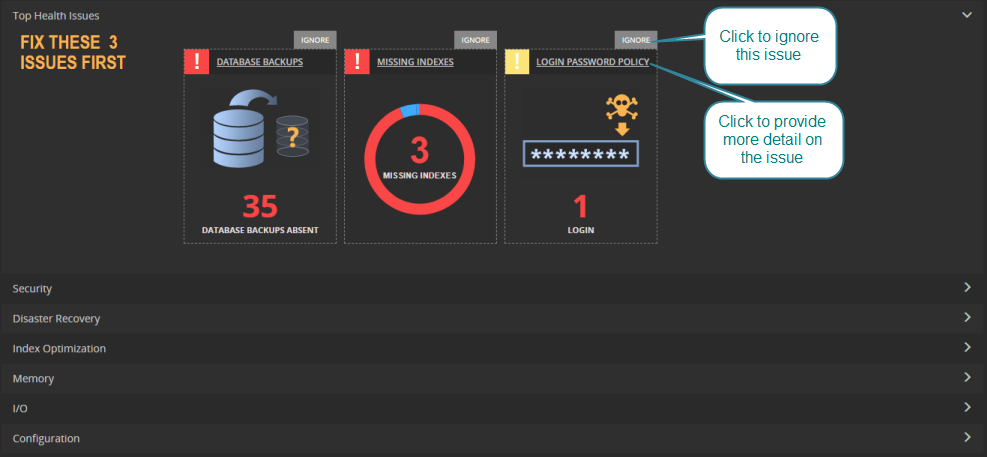 Top Health Issues
FIX THESE 3
ISSUES FIRST
IGNORE
! DATABASE BACKUPS
?
35
DATABASE BACKUPS ABSENT
IGNORE
! MISSING INDEXES
3
MISSING INDEXES
IGNORE
! LOGIN PASSWORD POLICY
********
1
LOGIN
Click to ignore
this issue
Click to provide
more detail on
the issue
Security
Disaster Recovery
Index Optimization
Memory
I/O
Configuration